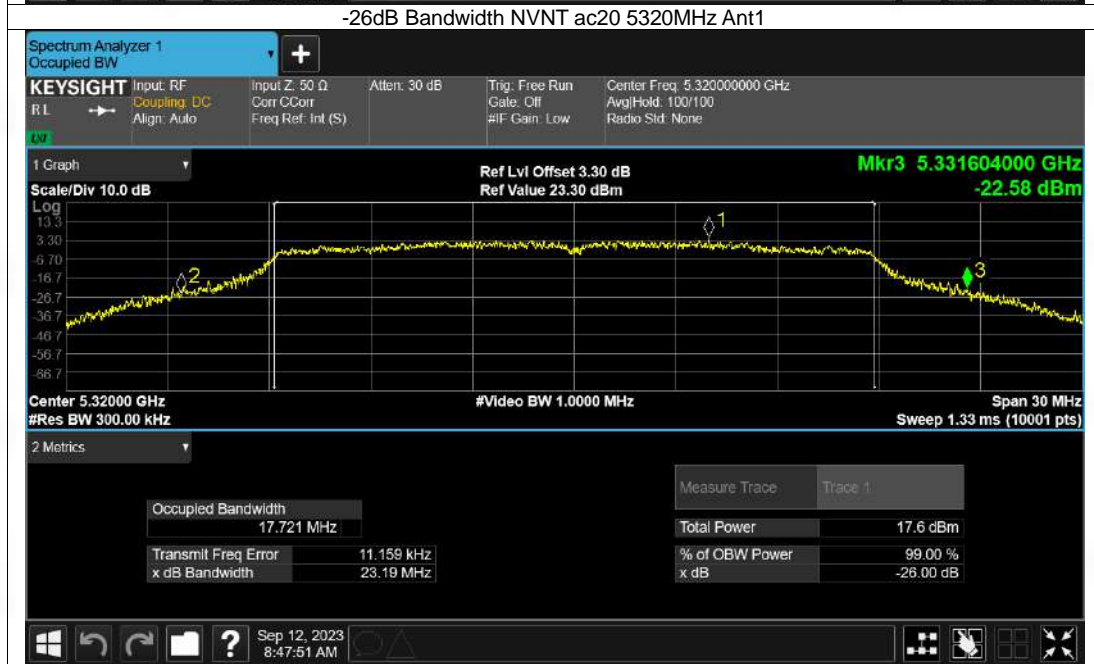 -26dB Bandwidth NVNT ac20 5320MHz Ant1
Spectrum Analyzer 1
Occupied BW
+
KEYSIGHT Input: RF Input Z: 50 Ω Atten: 30 dB Trig: Free Run Center Freq: 5.320000000 GHz
R L Coupling: DC Corr CCorr Gate: Off Avg|Hold: 100/100
Align: Auto Freq Ref: Int (S) #IF Gain: Low Radio Std: None
LXI
1 Graph Ref Lvl Offset 3.30 dB Mkr3 5.331604000 GHz
Scale/Div 10.0 dB Ref Value 23.30 dBm -22.58 dBm
Log
13.3
3.30
-6.70
-16.7
-26.7
-36.7
-46.7
-56.7
-66.7
1
2
3
Center 5.32000 GHz #Video BW 1.0000 MHz Span 30 MHz
#Res BW 300.00 kHz Sweep 1.33 ms (10001 pts)
2 Metrics
Measure Trace Trace 1
Occupied Bandwidth
17.721 MHz Total Power 17.6 dBm
Transmit Freq Error 11.159 kHz % of OBW Power 99.00 %
x dB Bandwidth 23.19 MHz x dB -26.00 dB
? Sep 12, 2023
8:47:51 AM